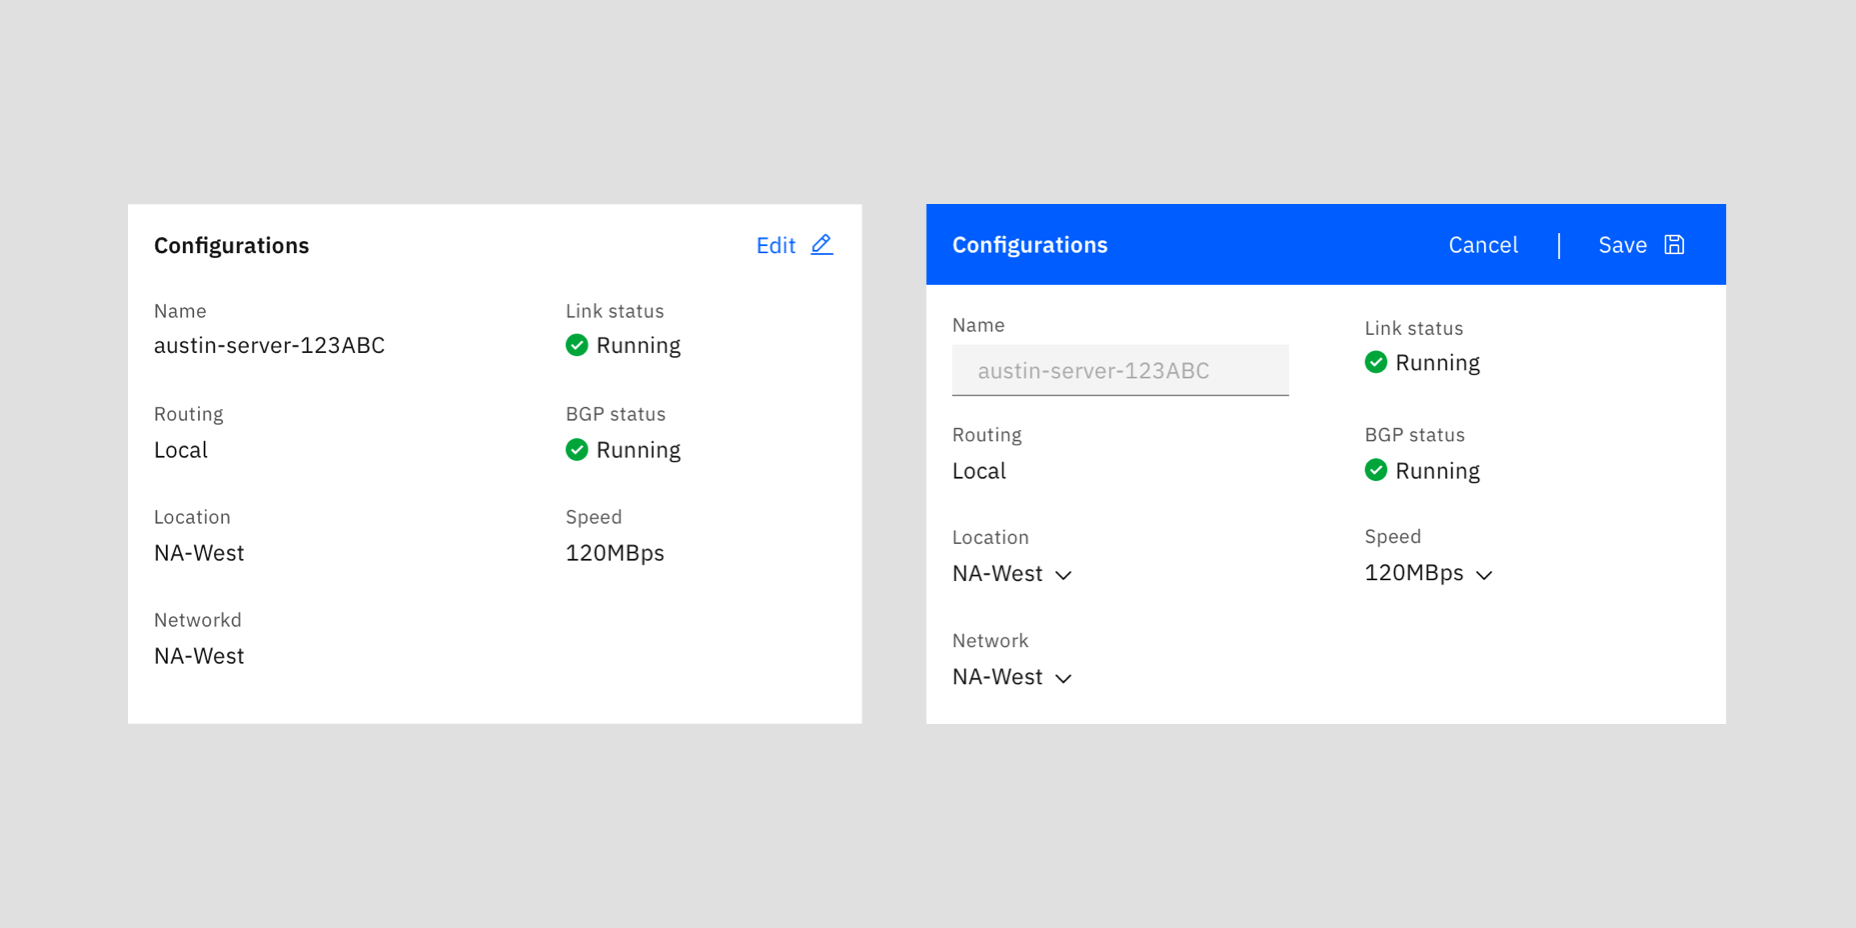 Configurations
Edit
Name
austin-server-123ABC
Link status
Running
Routing
Local
BGP status
Running
Location
NA-West
Speed
120MBps
Networkd
NA-West
Configurations
Cancel | Save
Name
austin-server-123ABC
Link status
Running
Routing
Local
BGP status
Running
Location
NA-West
Speed
120MBps
Network
NA-West